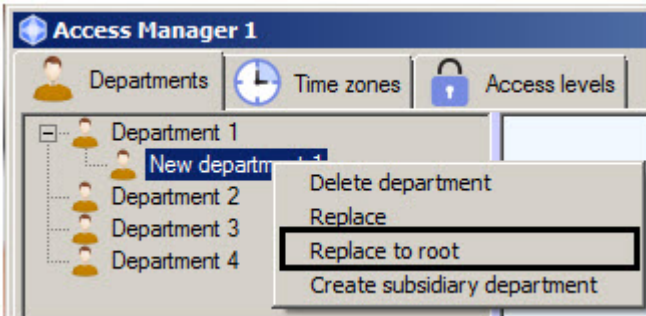 Access Manager 1
Departments Time zones Access levels
Department 1
New department 1
Delete department
Department 2 Replace
Department 3 Replace to root
Department 4 Create subsidiary department